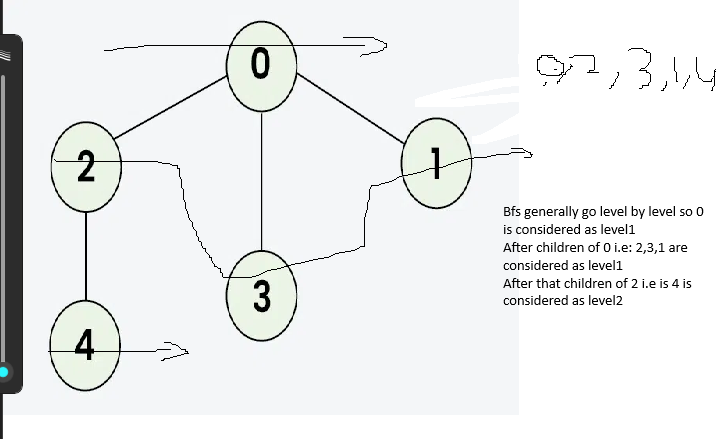 0,2,3,1,4
0
2
1
3
4
Bfs generally go level by level so 0
is considered as level1
After children of 0 i.e: 2,3,1 are
considered as level1
After that children of 2 i.e is 4 is
considered as level2